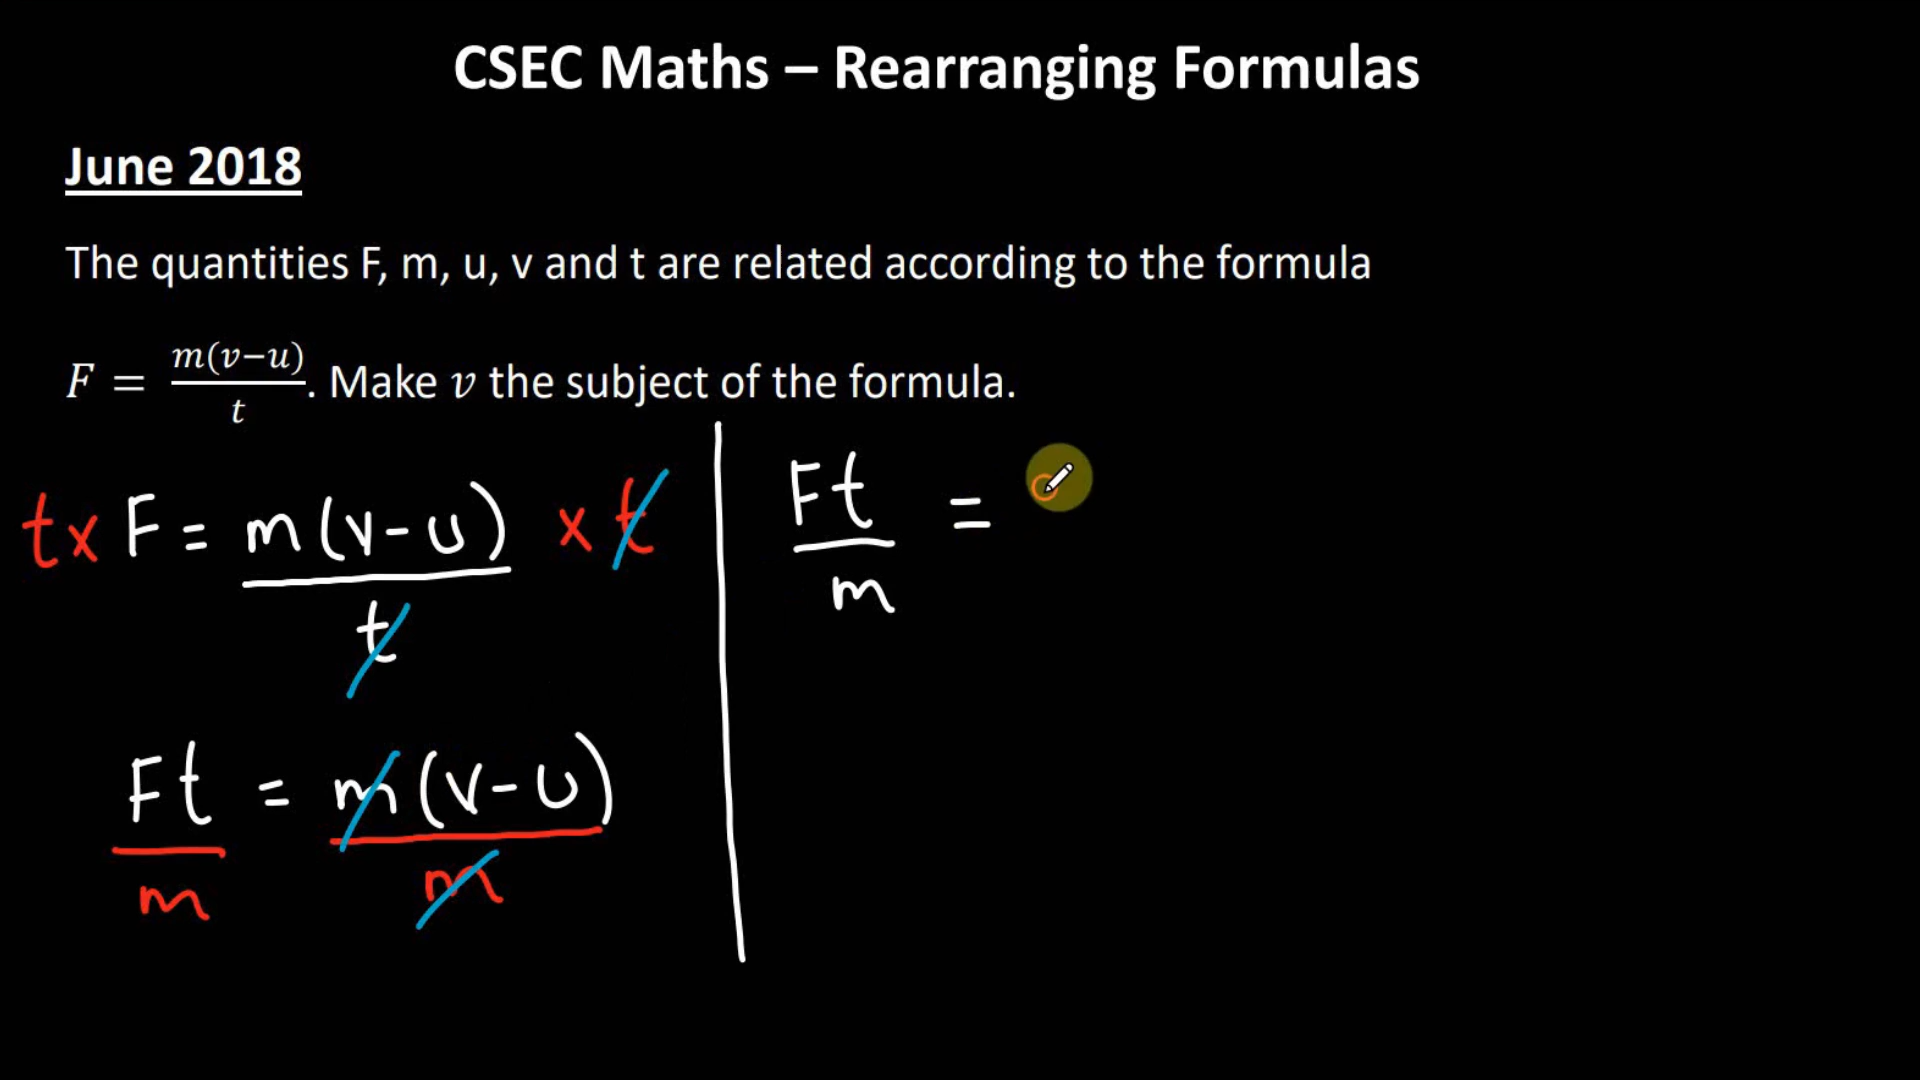 CSEC Maths – Rearranging Formulas
June 2018
The quantities F, m, u, v and t are related according to the formula
F = m(v−u)/t. Make v the subject of the formula.
t x F = m(v-u)/t x t
Ft/m = m(v-u)/m
Ft/m =